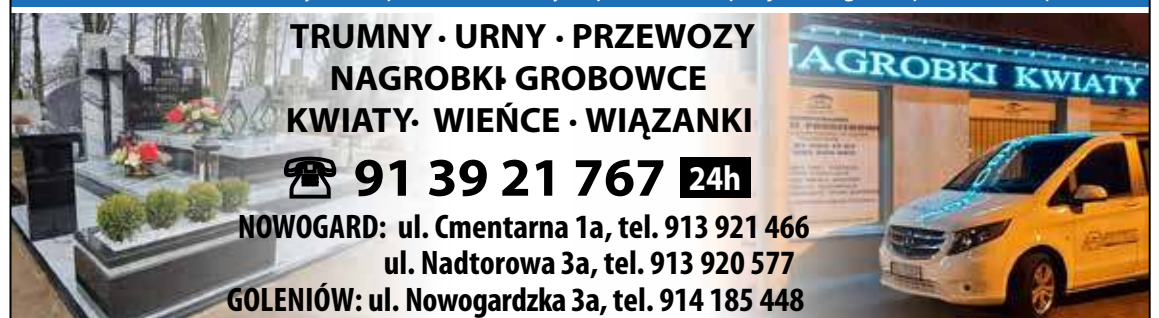 TRUMNY · URNY · PRZEWOZY
NAGROBKI· GROBOWCE
KWIATY· WIEŃCE · WIĄZANKI
☎ 91 39 21 767 24h
NOWOGARD: ul. Cmentarna 1a, tel. 913 921 466
ul. Nadtorowa 3a, tel. 913 920 577
GOLENIÓW: ul. Nowogardzka 3a, tel. 914 185 448
NAGROBKI KWIATY